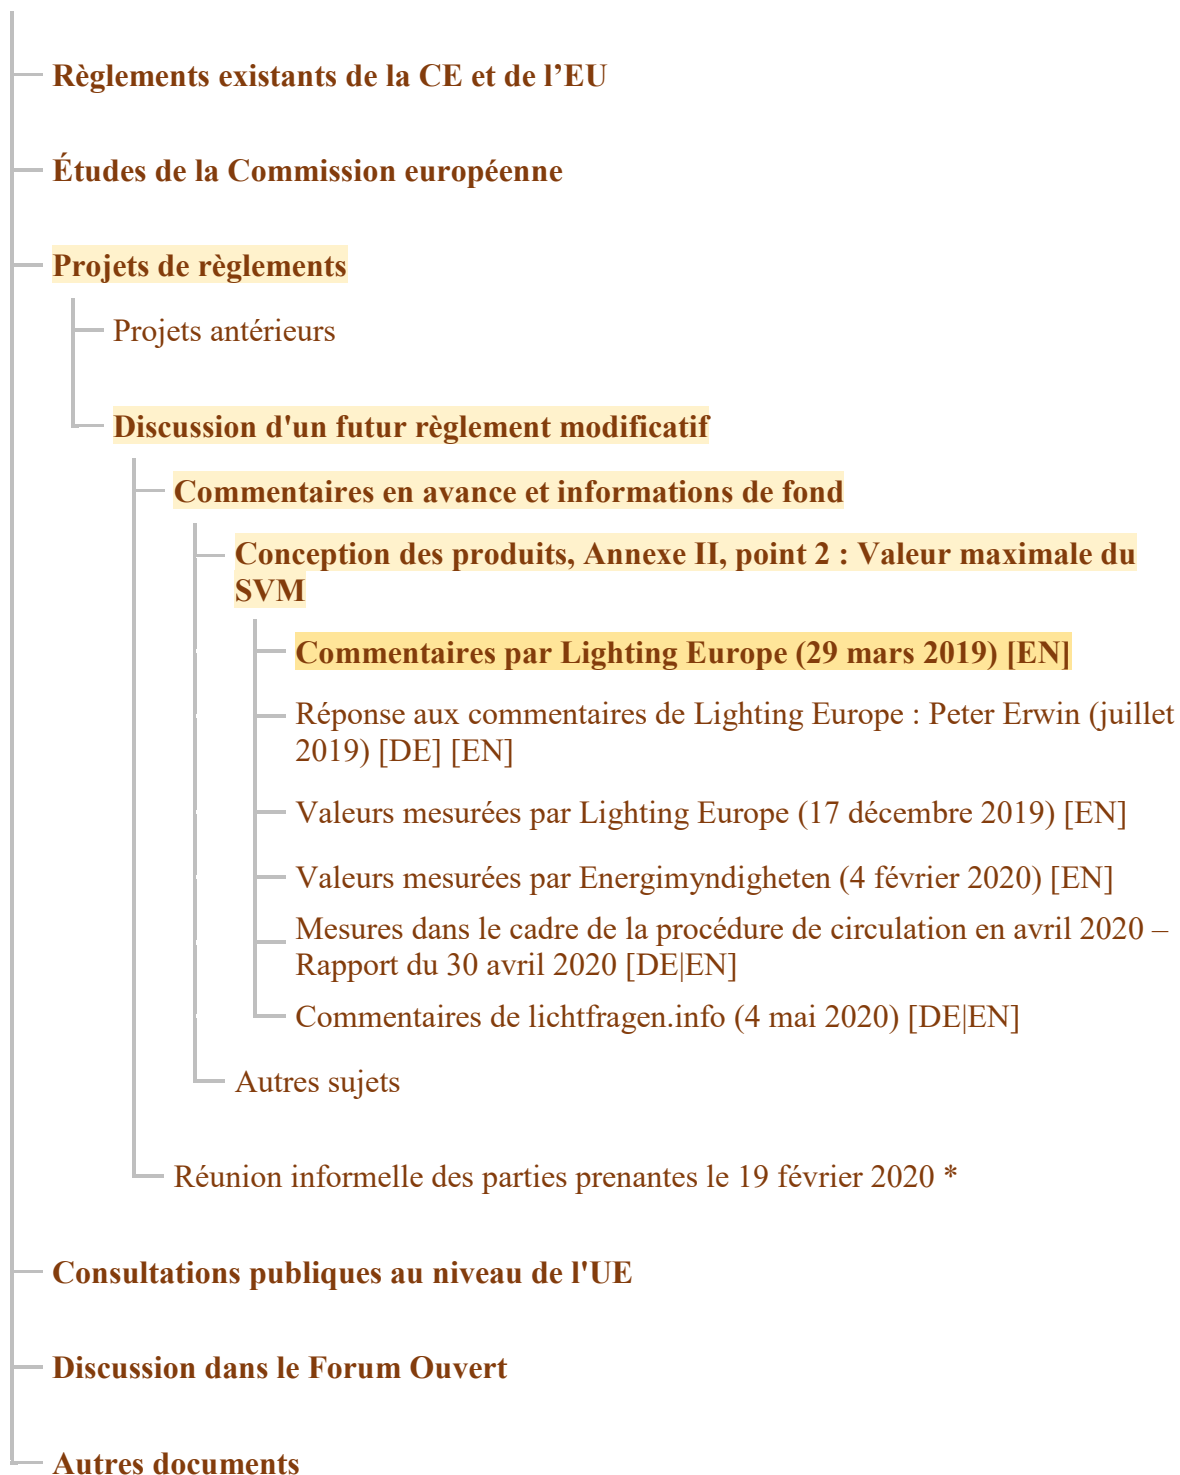 Règlements existants de la CE et de l’EU
Études de la Commission européenne
Projets de règlements
Projets antérieurs
Discussion d'un futur règlement modificatif
Commentaires en avance et informations de fond
Conception des produits, Annexe II, point 2 : Valeur maximale du
SVM
Commentaires par Lighting Europe (29 mars 2019) [EN]
Réponse aux commentaires de Lighting Europe : Peter Erwin (juillet
2019) [DE] [EN]
Valeurs mesurées par Lighting Europe (17 décembre 2019) [EN]
Valeurs mesurées par Energimyndigheten (4 février 2020) [EN]
Mesures dans le cadre de la procédure de circulation en avril 2020 –
Rapport du 30 avril 2020 [DE|EN]
Commentaires de lichtfragen.info (4 mai 2020) [DE|EN]
Autres sujets
Réunion informelle des parties prenantes le 19 février 2020 *
Consultations publiques au niveau de l'UE
Discussion dans le Forum Ouvert
Autres documents